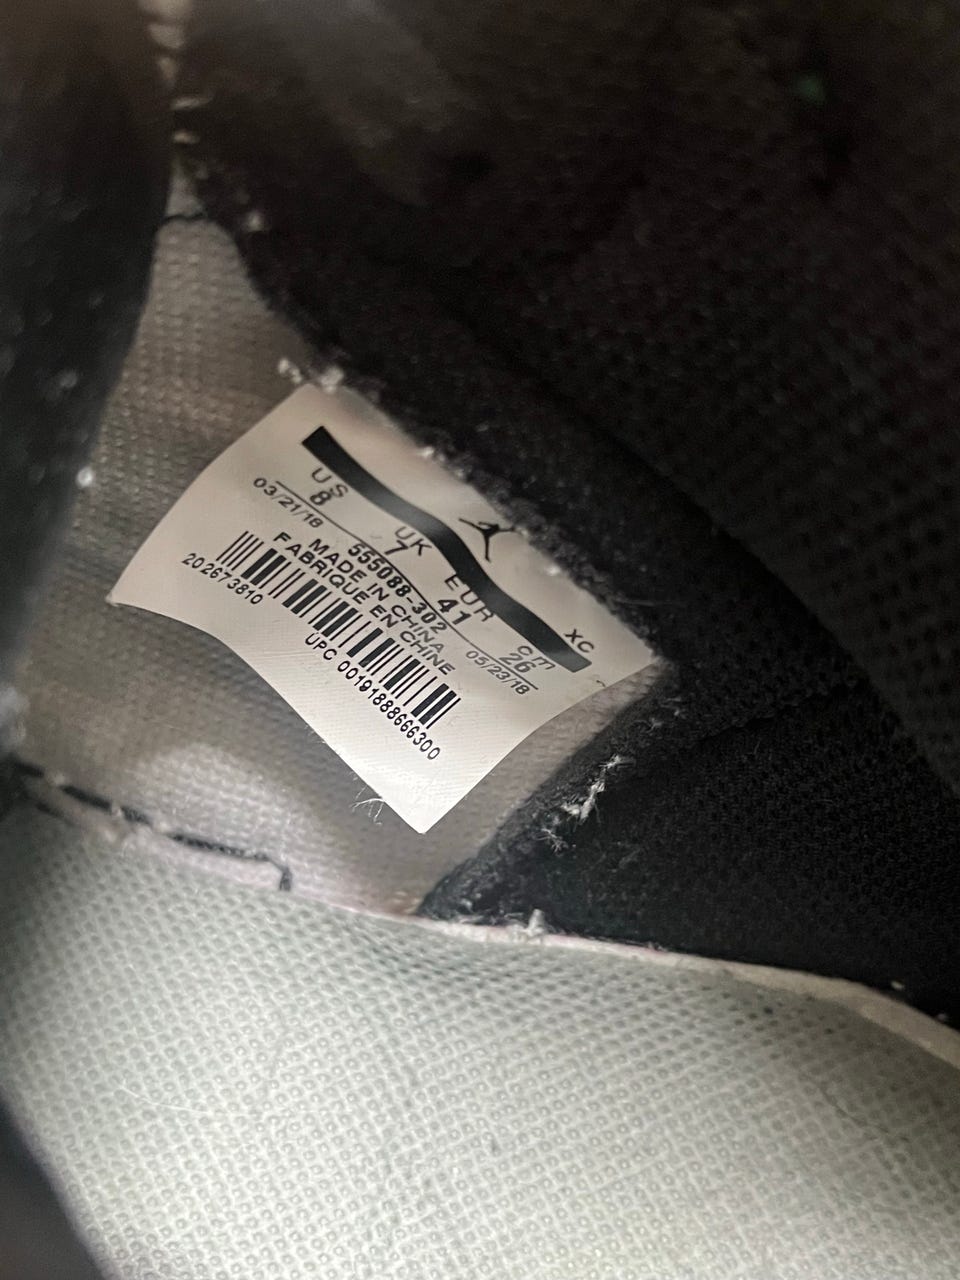 XC
US UK EUR cm
8 7 41 26
03/21/18 05/23/18
555088-302
MADE IN CHINA
FABRIQUE EN CHINE
202673810
UPC 00191888666300